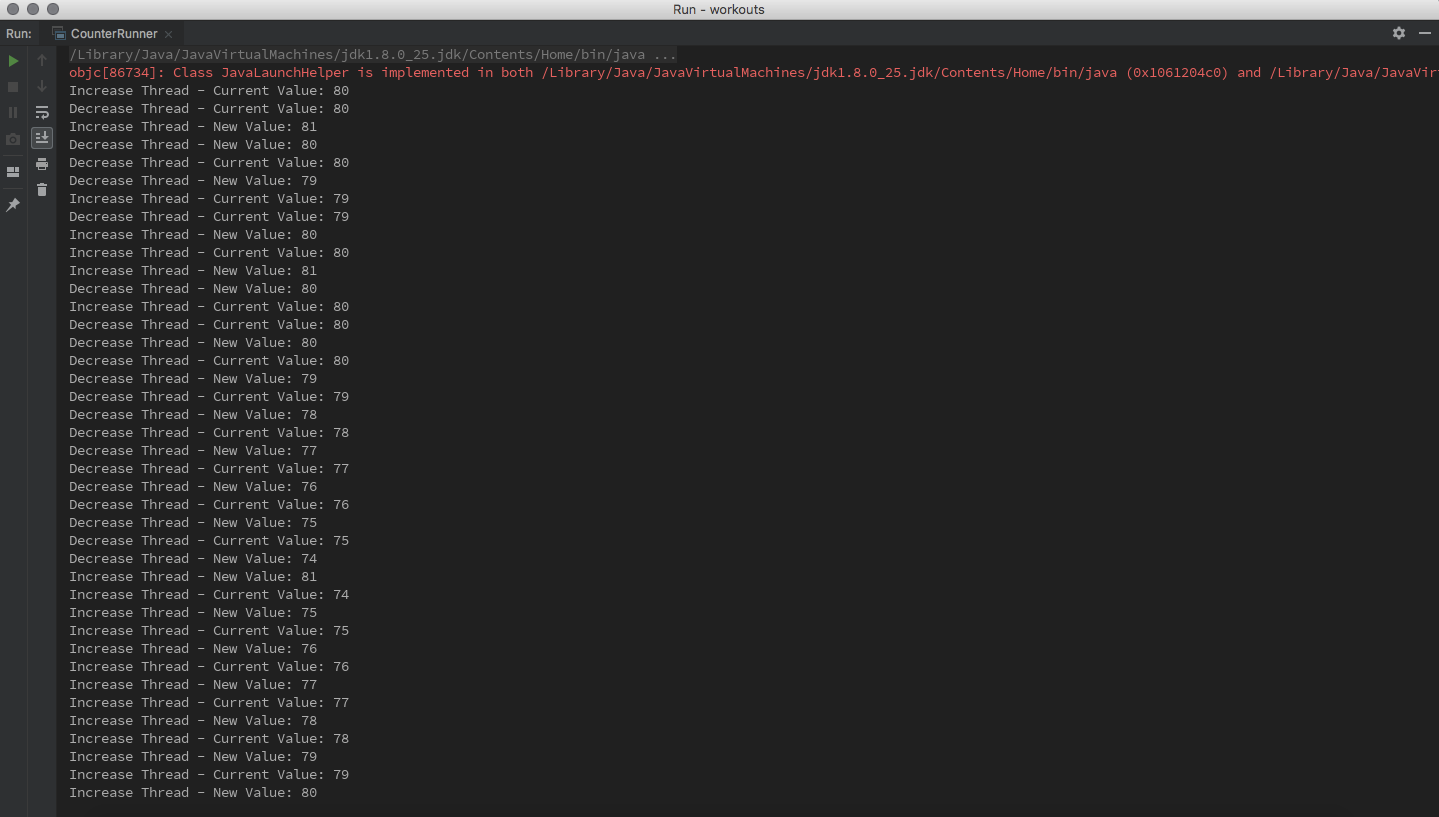 Run - workouts
Run: CounterRunner
/Library/Java/JavaVirtualMachines/jdk1.8.0_25.jdk/Contents/Home/bin/java ...
objc[86734]: Class JavaLaunchHelper is implemented in both /Library/Java/JavaVirtualMachines/jdk1.8.0_25.jdk/Contents/Home/bin/java (0x1061204c0) and /Library/Java/JavaVir
Increase Thread - Current Value: 80
Decrease Thread - Current Value: 80
Increase Thread - New Value: 81
Decrease Thread - New Value: 80
Decrease Thread - Current Value: 80
Decrease Thread - New Value: 79
Increase Thread - Current Value: 79
Decrease Thread - Current Value: 79
Increase Thread - New Value: 80
Increase Thread - Current Value: 80
Increase Thread - New Value: 81
Decrease Thread - New Value: 80
Increase Thread - Current Value: 80
Decrease Thread - Current Value: 80
Decrease Thread - New Value: 80
Decrease Thread - Current Value: 80
Decrease Thread - New Value: 79
Decrease Thread - Current Value: 79
Decrease Thread - New Value: 78
Decrease Thread - Current Value: 78
Decrease Thread - New Value: 77
Decrease Thread - Current Value: 77
Decrease Thread - New Value: 76
Decrease Thread - Current Value: 76
Decrease Thread - New Value: 75
Decrease Thread - Current Value: 75
Decrease Thread - New Value: 74
Increase Thread - New Value: 81
Increase Thread - Current Value: 74
Increase Thread - New Value: 75
Increase Thread - Current Value: 75
Increase Thread - New Value: 76
Increase Thread - Current Value: 76
Increase Thread - New Value: 77
Increase Thread - Current Value: 77
Increase Thread - New Value: 78
Increase Thread - Current Value: 78
Increase Thread - New Value: 79
Increase Thread - Current Value: 79
Increase Thread - New Value: 80